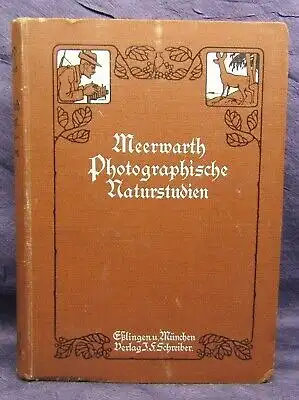 Meerwarth
Photographische
Naturstudien
Eßlingen u. München
Verlag J. F. Schreiber.